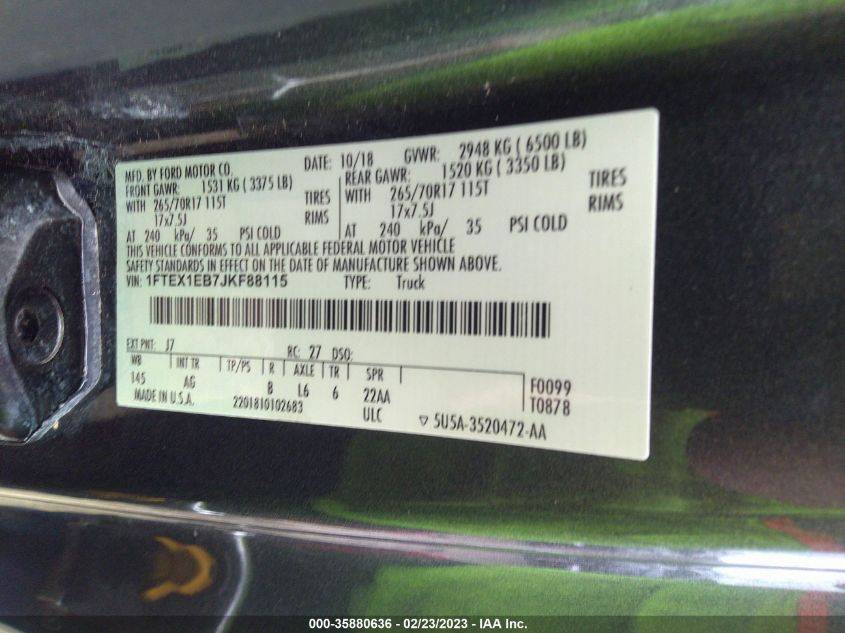 MFD. BY FORD MOTOR CO.
DATE: 10/18 GVWR: 2948 KG ( 6500 LB)
FRONT GAWR: 1531 KG ( 3375 LB)
WITH 265/70R17 115T TIRES
17x7.5J RIMS
AT 240 kPa/ 35 PSI COLD
REAR GAWR: 1520 KG ( 3350 LB)
WITH 265/70R17 115T TIRES
17x7.5J RIMS
AT 240 kPa/ 35 PSI COLD
THIS VEHICLE CONFORMS TO ALL APPLICABLE FEDERAL MOTOR VEHICLE
SAFETY STANDARDS IN EFFECT ON THE DATE OF MANUFACTURE SHOWN ABOVE.
VIN: 1FTEX1EB7JKF88115 TYPE: Truck
EXT PNT: J7 RC: 27 DSO:
WB INT TR TP/PS R AXLE TR SPR
145 AG B L6 6 22AA F0099
MADE IN U.S.A. 2201810102683 ULC T0878
▽ 5U5A-3520472-AA
000-35880636 - 02/23/2023 - IAA Inc.